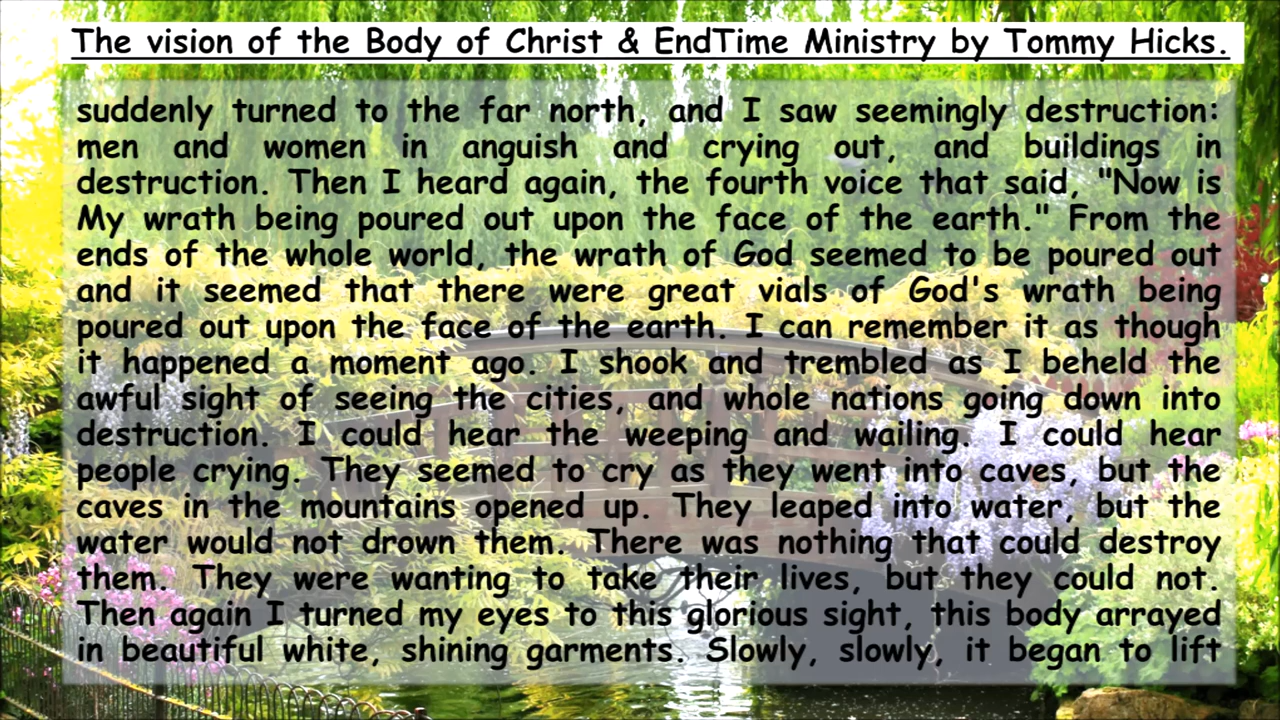 The vision of the Body of Christ & EndTime Ministry by Tommy Hicks.
suddenly turned to the far north, and I saw seemingly destruction:
men and women in anguish and crying out, and buildings in
destruction. Then I heard again, the fourth voice that said, "Now is
My wrath being poured out upon the face of the earth." From the
ends of the whole world, the wrath of God seemed to be poured out
and it seemed that there were great vials of God's wrath being
poured out upon the face of the earth. I can remember it as though
it happened a moment ago. I shook and trembled as I beheld the
awful sight of seeing the cities, and whole nations going down into
destruction. I could hear the weeping and wailing. I could hear
people crying. They seemed to cry as they went into caves, but the
caves in the mountains opened up. They leaped into water, but the
water would not drown them. There was nothing that could destroy
them. They were wanting to take their lives, but they could not.
Then again I turned my eyes to this glorious sight, this body arrayed
in beautiful white, shining garments. Slowly, slowly, it began to lift